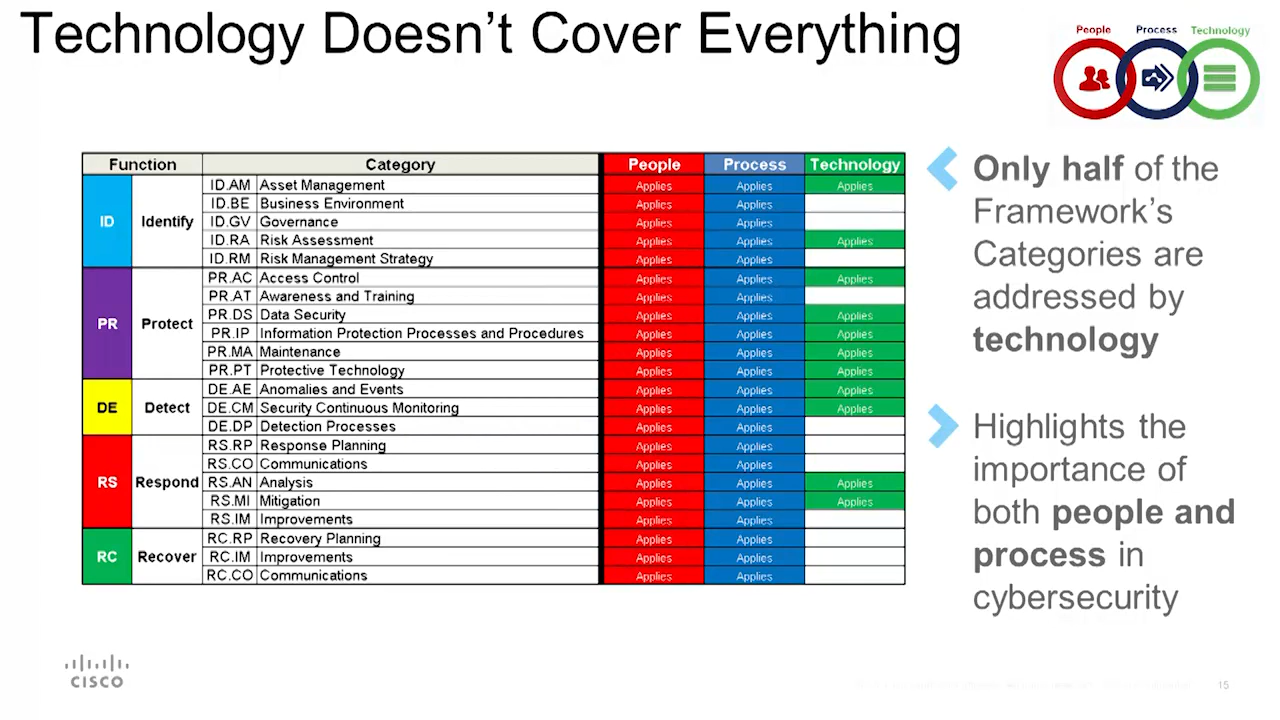 Technology Doesn't Cover Everything
People Process Technology
Function Category People Process Technology
ID Identify
ID.AM Asset Management Applies Applies Applies
ID.BE Business Environment Applies Applies
ID.GV Governance Applies Applies
ID.RA Risk Assessment Applies Applies Applies
ID.RM Risk Management Strategy Applies Applies
PR Protect
PR.AC Access Control Applies Applies Applies
PR.AT Awareness and Training Applies Applies
PR.DS Data Security Applies Applies Applies
PR.IP Information Protection Processes and Procedures Applies Applies Applies
PR.MA Maintenance Applies Applies Applies
PR.PT Protective Technology Applies Applies Applies
DE Detect
DE.AE Anomalies and Events Applies Applies Applies
DE.CM Security Continuous Monitoring Applies Applies Applies
DE.DP Detection Processes Applies Applies
RS Respond
RS.RP Response Planning Applies Applies
RS.CO Communications Applies Applies
RS.AN Analysis Applies Applies Applies
RS.MI Mitigation Applies Applies Applies
RS.IM Improvements Applies Applies
RC Recover
RC.RP Recovery Planning Applies Applies
RC.IM Improvements Applies Applies
RC.CO Communications Applies Applies
Only half of the
Framework's
Categories are
addressed by
technology
Highlights the
importance of
both people and
process in
cybersecurity
CISCO
15